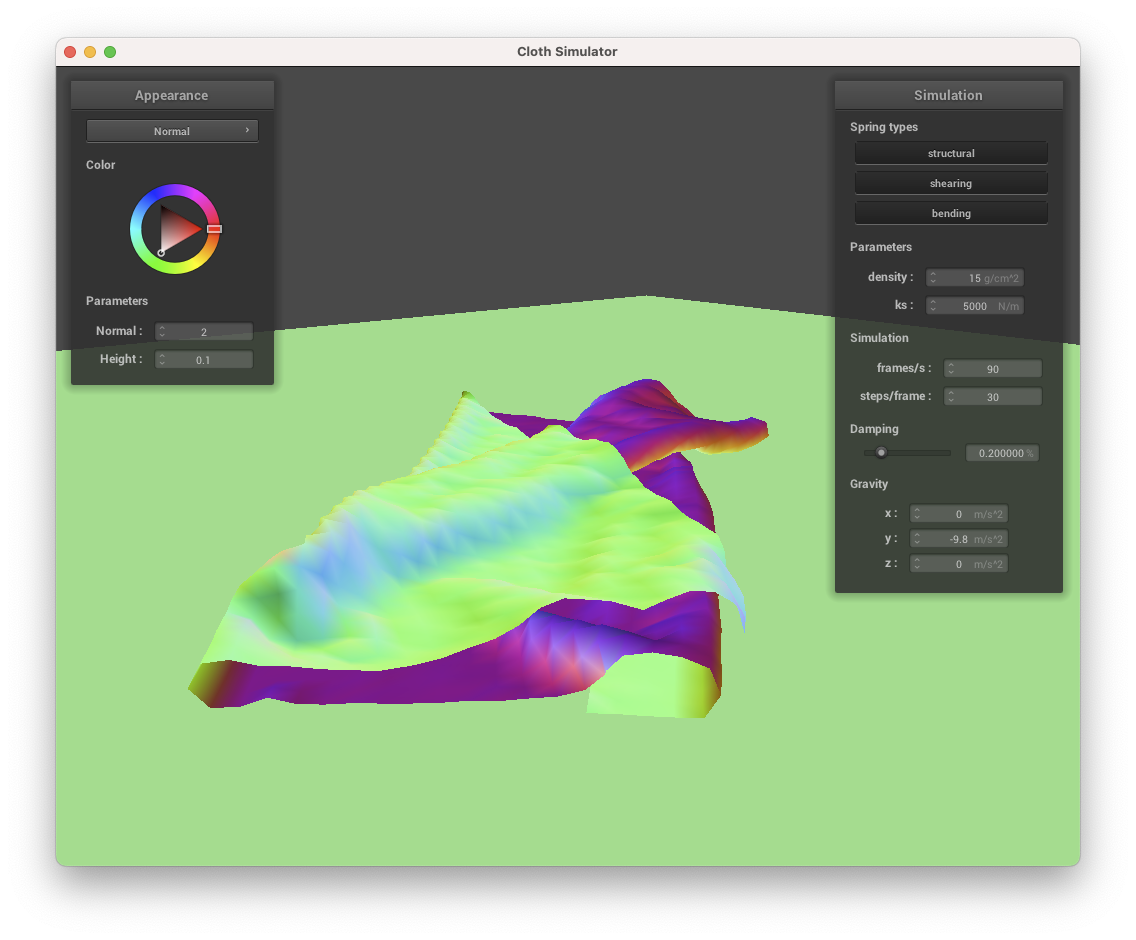 Cloth Simulator
Appearance
Normal
Color
Parameters
Normal : 2
Height : 0.1
Simulation
Spring types
structural
shearing
bending
Parameters
density : 15 g/cm^2
ks : 5000 N/m
Simulation
frames/s : 90
steps/frame : 30
Damping
0.200000 %
Gravity
x : 0 m/s^2
y : -9.8 m/s^2
z : 0 m/s^2